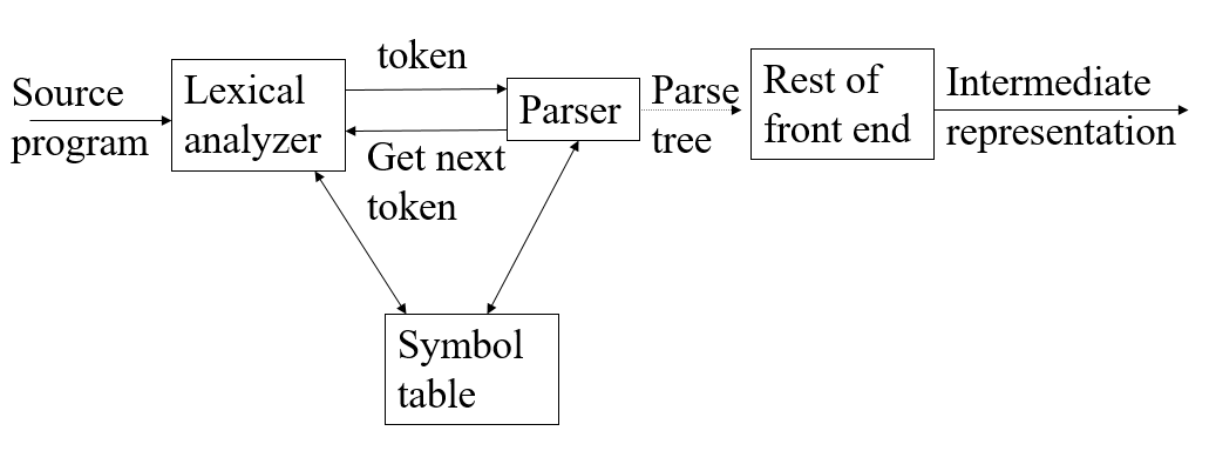 Source
program
Lexical
analyzer
token
Get next
token
Parser
Parse
tree
Rest of
front end
Intermediate
representation
Symbol
table